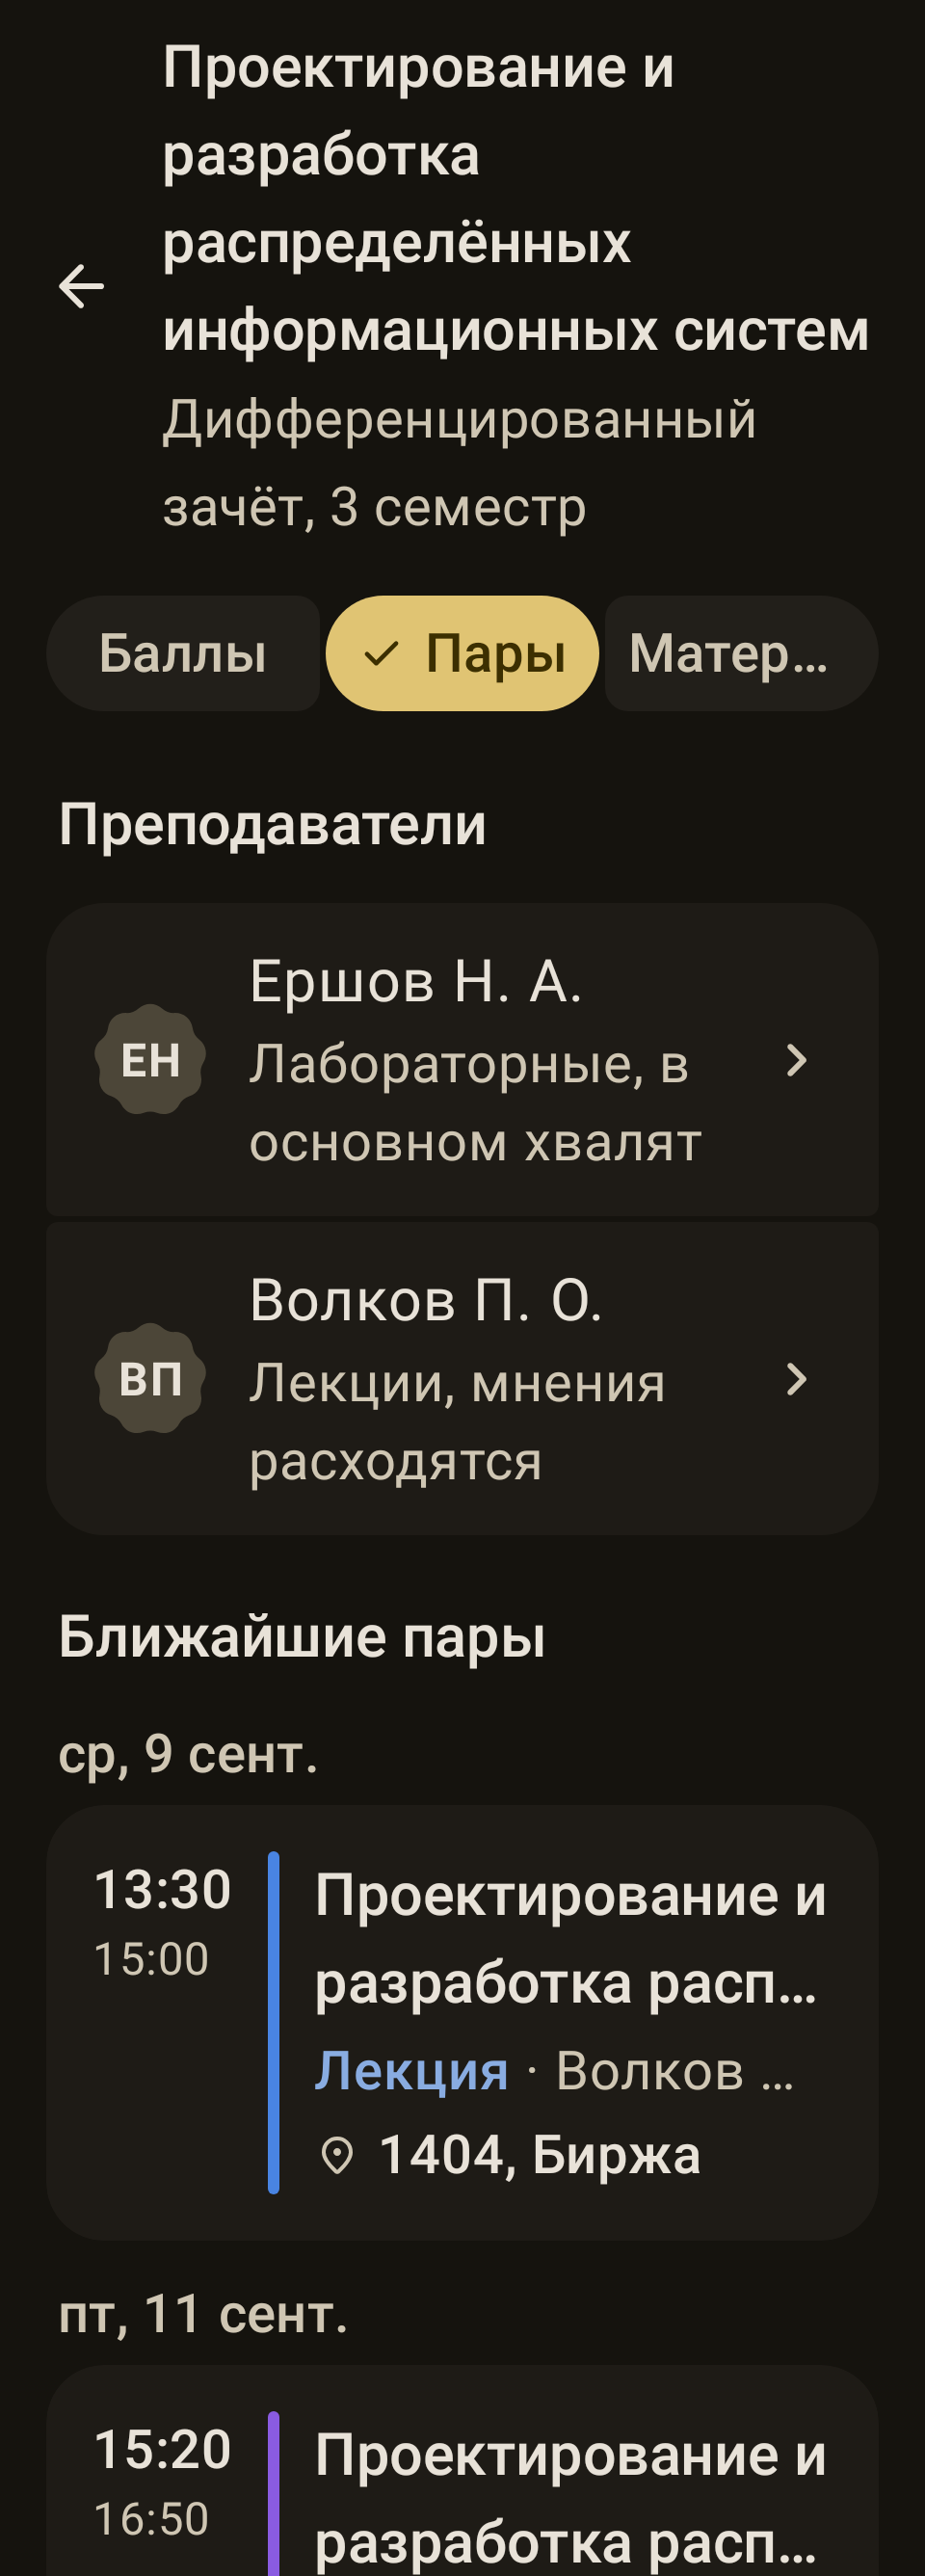 Проектирование и
разработка
распределённых
информационных систем
Дифференцированный
зачёт, 3 семестр
Баллы
Пары
Матер…
Преподаватели
ЕН
Ершов Н. А.
Лабораторные, в
основном хвалят
ВП
Волков П. О.
Лекции, мнения
расходятся
Ближайшие пары
ср, 9 сент.
13:30
15:00
Проектирование и
разработка расп…
Лекция · Волков …
1404, Биржа
пт, 11 сент.
15:20
16:50
Проектирование и
разработка расп…